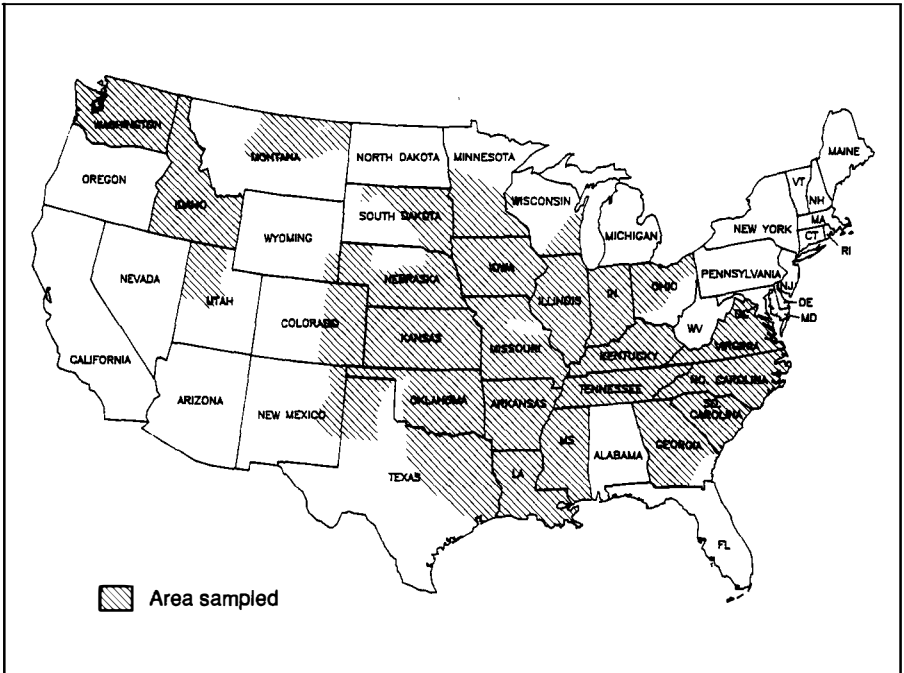 WASHINGTON
MONTANA
NORTH DAKOTA
MINNESOTA
MAINE
OREGON
IDAHO
SOUTH DAKOTA
WISCONSIN
VT
NH
WYOMING
MICHIGAN
NEW YORK
MA
CT
RI
NEVADA
UTAH
NEBRASKA
IOWA
PENNSYLVANIA
NJ
COLORADO
ILLINOIS
IN.
OHIO
DE
MD
DC
WV
CALIFORNIA
KANSAS
MISSOURI
KENTUCKY
VIRGINIA
ARIZONA
NEW MEXICO
OKLAHOMA
ARKANSAS
TENNESSEE
NO. CAROLINA
SO.
CAROLINA
TEXAS
LA
MS
ALABAMA
GEORGIA
FL
Area sampled